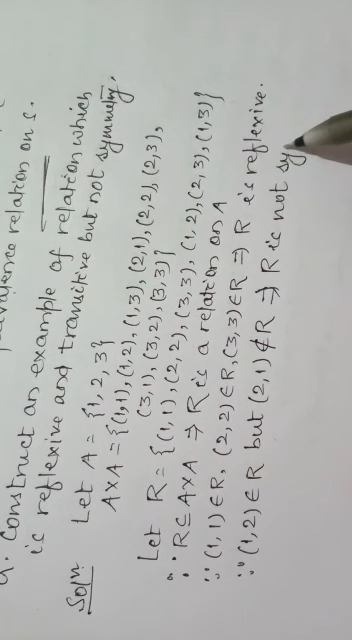 equivalence relation on s.
Q. Construct an example of relation which
is reflexive and transitive but not symmetry.
Soln. Let A = {1, 2, 3}
A×A = {(1,1), (1,2), (1,3), (2,1), (2,2), (2,3),
(3,1), (3,2), (3,3)}
Let R = {(1,1), (2,2), (3,3), (1,2), (2,3), (1,3)}
∵ R ⊆ A×A ⇒ R is a relation on A
∵ (1,1) ∈ R, (2,2) ∈ R, (3,3) ∈ R ⇒ R is reflexive.
∵ (1,2) ∈ R but (2,1) ∉ R ⇒ R is not sy